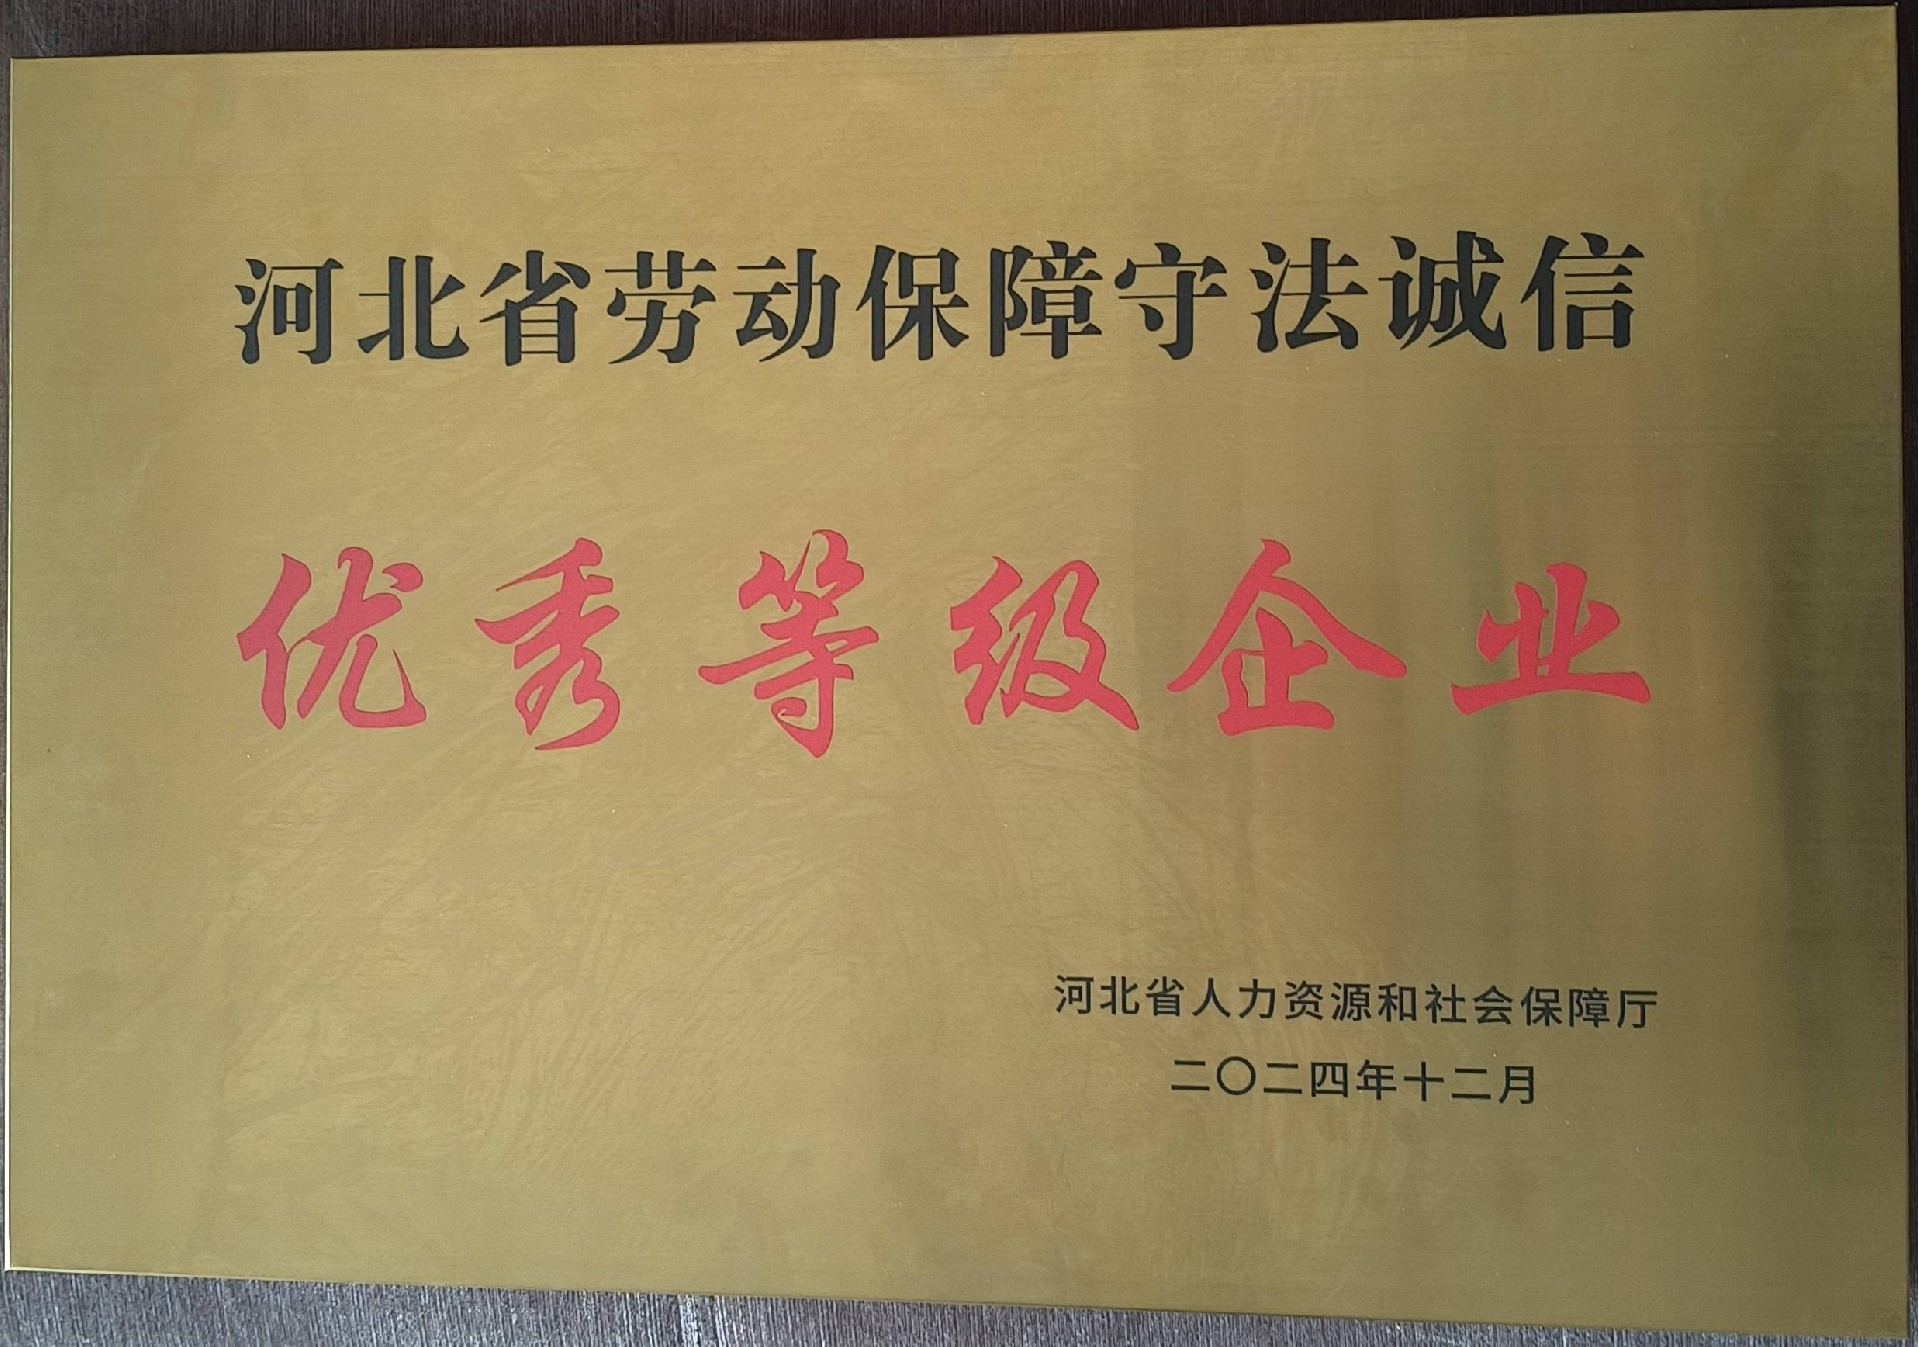 河北省劳动保障守法诚信
优秀等级企业
河北省人力资源和社会保障厅
二〇二四年十二月